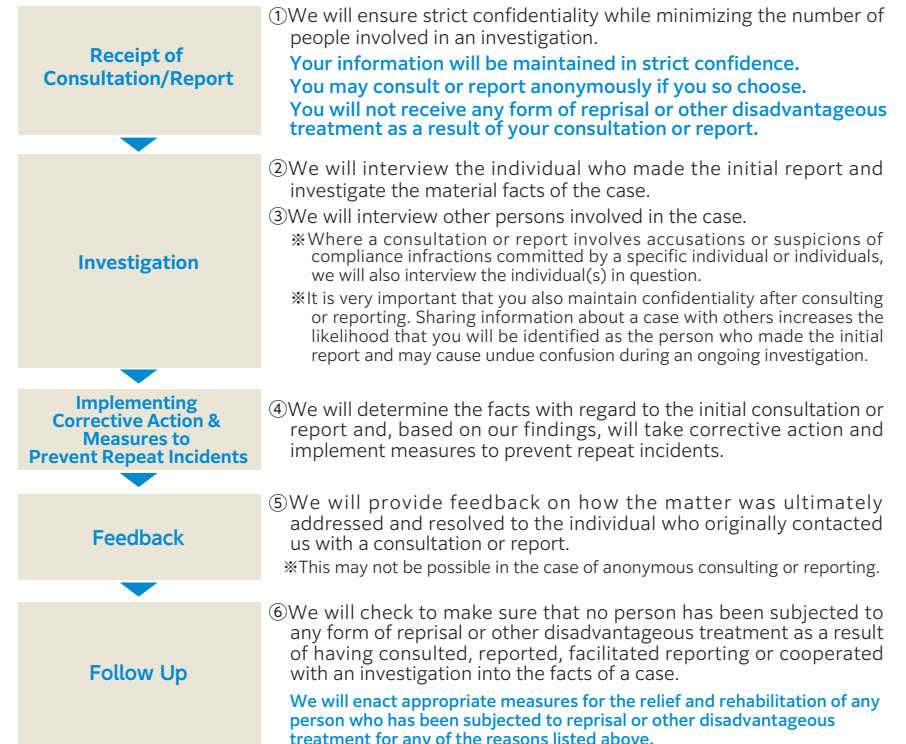 Receipt of
Consultation/Report
①We will ensure strict confidentiality while minimizing the number of
people involved in an investigation.
Your information will be maintained in strict confidence.
You may consult or report anonymously if you so choose.
You will not receive any form of reprisal or other disadvantageous
treatment as a result of your consultation or report.
Investigation
②We will interview the individual who made the initial report and
investigate the material facts of the case.
③We will interview other persons involved in the case.
※Where a consultation or report involves accusations or suspicions of
compliance infractions committed by a specific individual or individuals,
we will also interview the individual(s) in question.
※It is very important that you also maintain confidentiality after consulting
or reporting. Sharing information about a case with others increases the
likelihood that you will be identified as the person who made the initial
report and may cause undue confusion during an ongoing investigation.
Implementing
Corrective Action &
Measures to
Prevent Repeat Incidents
④We will determine the facts with regard to the initial consultation or
report and, based on our findings, will take corrective action and
implement measures to prevent repeat incidents.
Feedback
⑤We will provide feedback on how the matter was ultimately
addressed and resolved to the individual who originally contacted
us with a consultation or report.
※This may not be possible in the case of anonymous consulting or reporting.
Follow Up
⑥We will check to make sure that no person has been subjected to
any form of reprisal or other disadvantageous treatment as a result
of having consulted, reported, facilitated reporting or cooperated
with an investigation into the facts of a case.
We will enact appropriate measures for the relief and rehabilitation of any
person who has been subjected to reprisal or other disadvantageous
treatment for any of the reasons listed above.